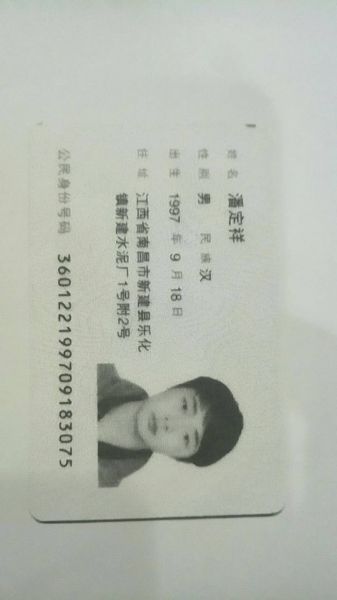 姓名 潘定祥
性别 男 民族 汉
出生 1997 年 9 月 18 日
住址 江西省南昌市新建县乐化
镇新建水泥厂1号附2号
公民身份号码 360122199709183075